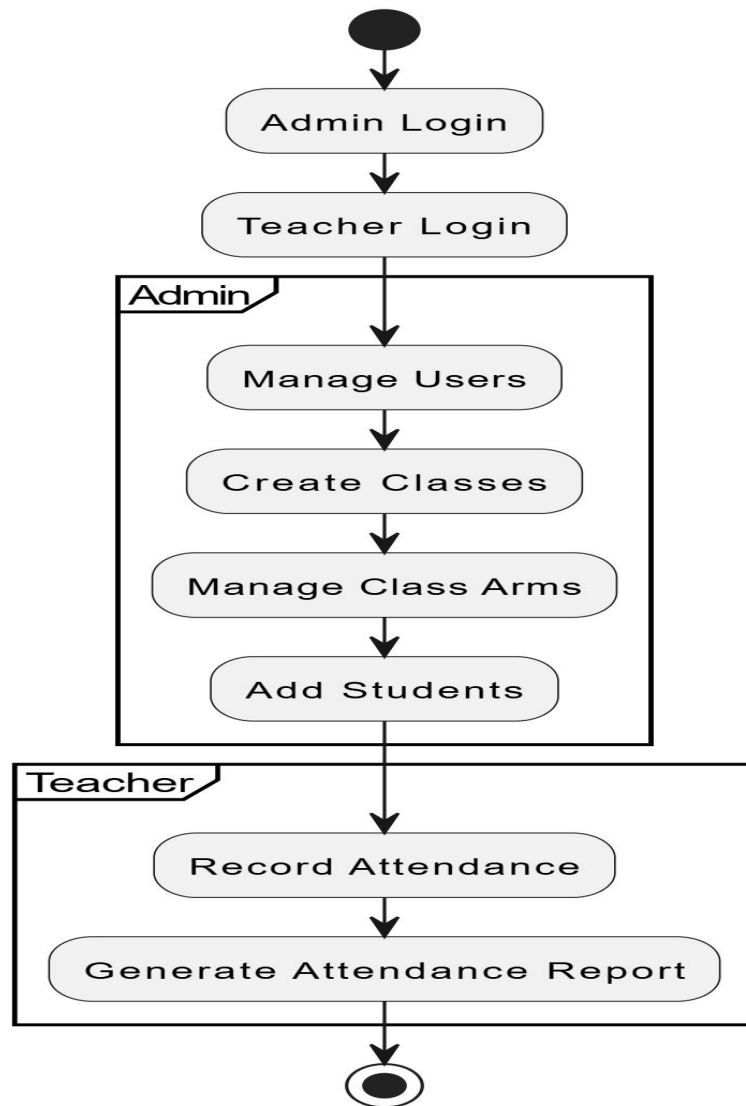 Admin Login
Teacher Login
Admin
Manage Users
Create Classes
Manage Class Arms
Add Students
Teacher
Record Attendance
Generate Attendance Report